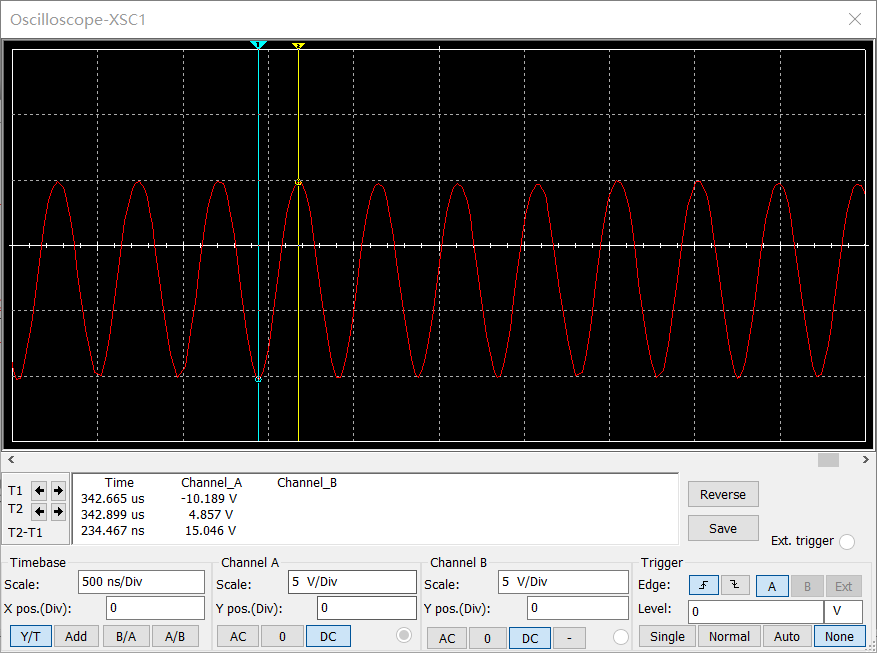 Oscilloscope-XSC1
1
2
T1
T2
T2-T1
Time Channel_A Channel_B
342.665 us -10.189 V
342.899 us 4.857 V
234.467 ns 15.046 V
Reverse
Save
Ext. trigger
Timebase
Scale: 500 ns/Div
X pos.(Div): 0
Y/T Add B/A A/B
Channel A
Scale: 5 V/Div
Y pos.(Div): 0
AC 0 DC
Channel B
Scale: 5 V/Div
Y pos.(Div): 0
AC 0 DC -
Trigger
Edge: A B Ext
Level: 0 V
Single Normal Auto None